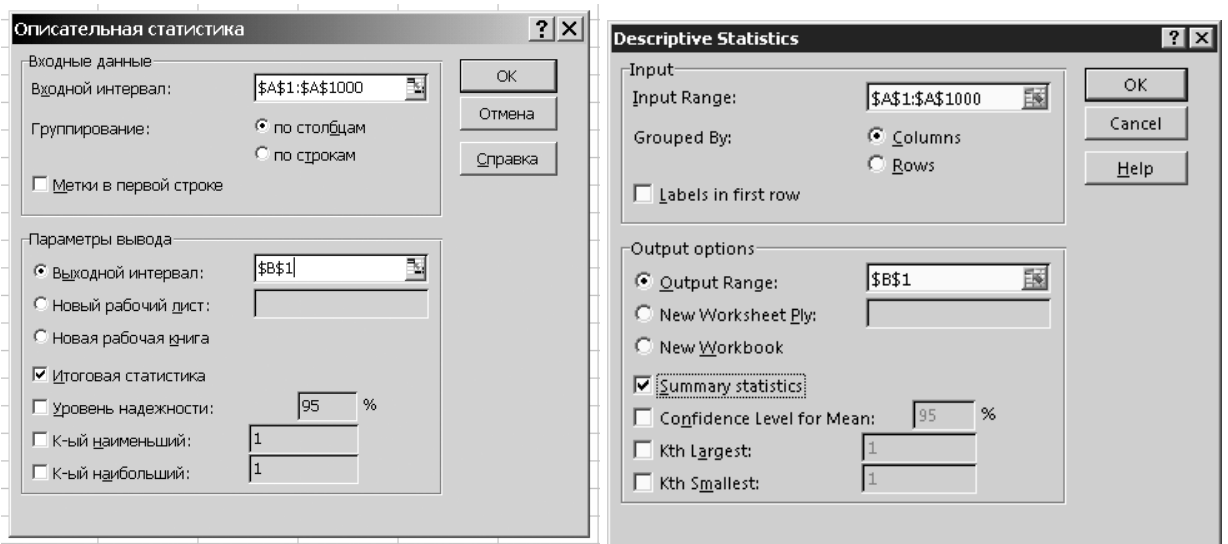 Описательная статистика
Входные данные
Входной интервал: $A$1:$A$1000
Группирование: по столбцам
по строкам
Метки в первой строке
OK
Отмена
Справка
Параметры вывода
Выходной интервал: $B$1
Новый рабочий лист:
Новая рабочая книга
Итоговая статистика
Уровень надежности: 95 %
К-ый наименьший: 1
К-ый наибольший: 1
Descriptive Statistics
Input
Input Range: $A$1:$A$1000
Grouped By: Columns
Rows
Labels in first row
OK
Cancel
Help
Output options
Output Range: $B$1
New Worksheet Ply:
New Workbook
Summary statistics
Confidence Level for Mean: 95 %
Kth Largest: 1
Kth Smallest: 1